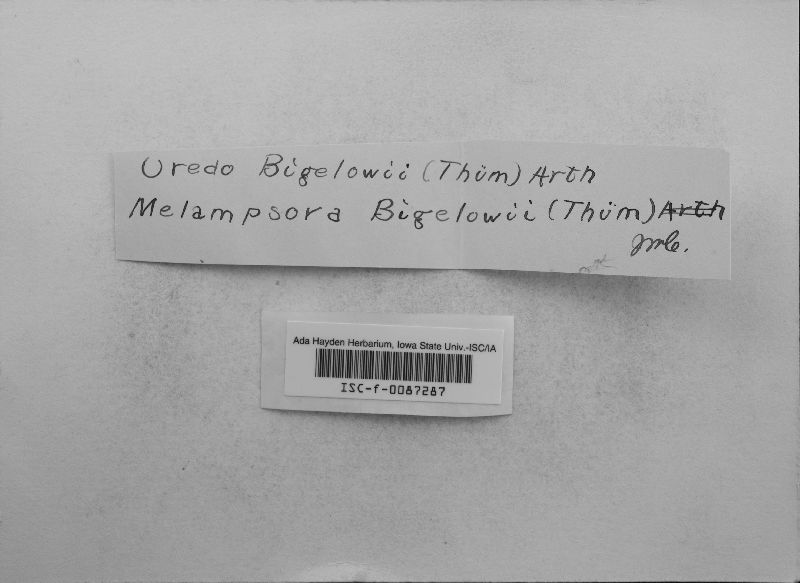 Uredo Bigelowii (Thüm) Arth
Melampsora Bigelowii (Thüm) Arth
Ada Hayden Herbarium, Iowa State Univ.-ISC/IA
ISC-f-0087287